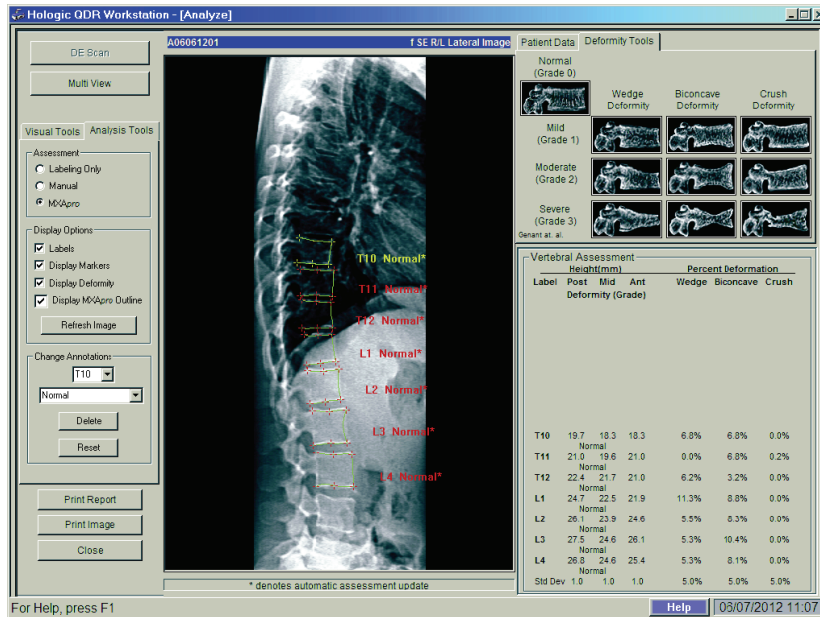 Hologic QDR Workstation - [Analyze]
DE Scan
Multi View
Visual Tools Analysis Tools
Assessment
Labeling Only
Manual
MXApro
Display Options
Labels
Display Markers
Display Deformity
Display MXApro Outline
Refresh Image
Change Annotations
T10
Normal
Delete
Reset
Print Report
Print Image
Close
A06061201 f SE R/L Lateral Image
T10 Normal*
T11 Normal*
T12 Normal*
L1 Normal*
L2 Normal*
L3 Normal*
L4 Normal*
* denotes automatic assessment update
Patient Data Deformity Tools
Normal
(Grade 0)
Wedge Biconcave Crush
Deformity Deformity Deformity
Mild
(Grade 1)
Moderate
(Grade 2)
Severe
(Grade 3)
Genant at. al.
Vertebral Assessment
Height(mm) Percent Deformation
Label Post Mid Ant Wedge Biconcave Crush
Deformity (Grade)
T10 19.7 18.3 18.3 6.8% 6.8% 0.0%
Normal
T11 21.0 19.6 21.0 0.0% 6.8% 0.2%
Normal
T12 22.4 21.7 21.0 6.2% 3.2% 0.0%
Normal
L1 24.7 22.5 21.9 11.3% 8.8% 0.0%
Normal
L2 26.1 23.9 24.6 5.5% 8.3% 0.0%
Normal
L3 27.5 24.6 26.1 5.3% 10.4% 0.0%
Normal
L4 26.8 24.6 25.4 5.3% 8.1% 0.0%
Normal
Std Dev 1.0 1.0 1.0 5.0% 5.0% 5.0%
For Help, press F1
Help 06/07/2012 11:07